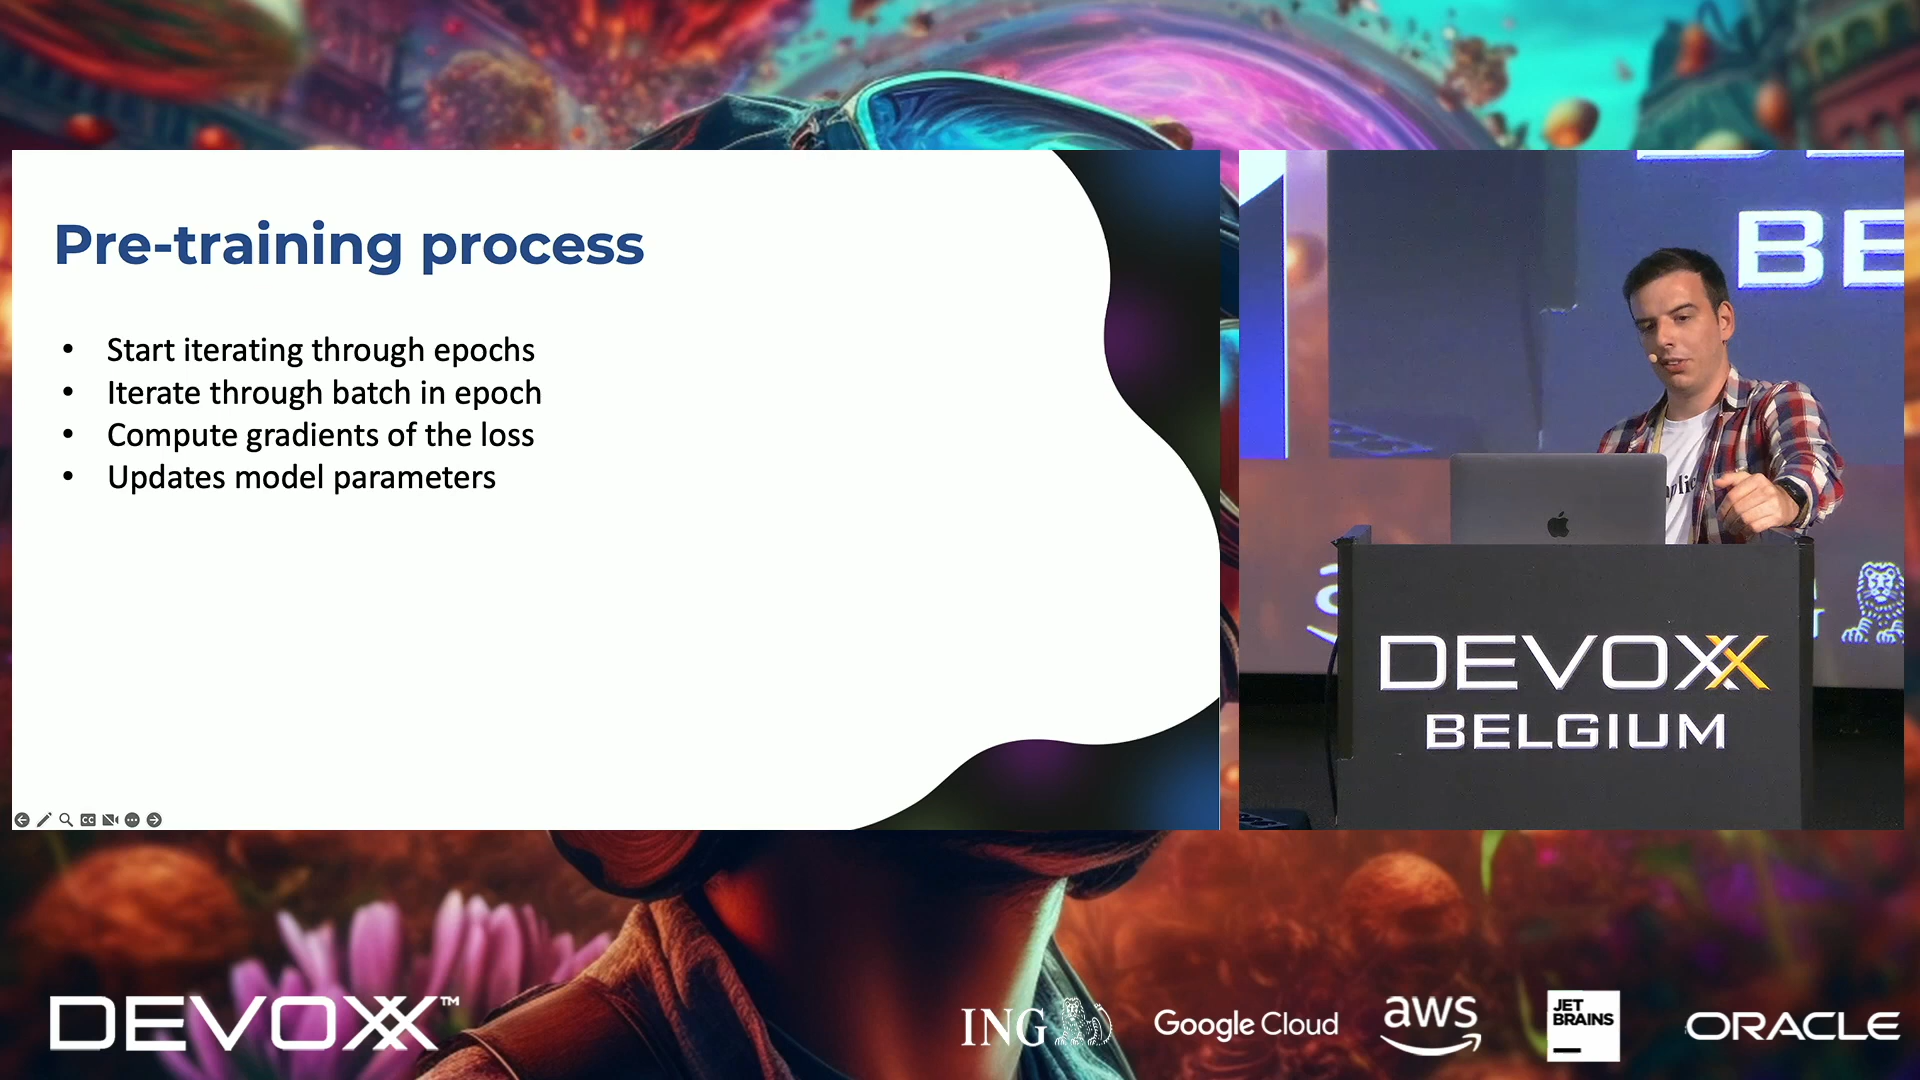 Pre-training process
• Start iterating through epochs
• Iterate through batch in epoch
• Compute gradients of the loss
• Updates model parameters
CC
BE
DEVOXX
BELGIUM
DEVOXX™
ING
Google Cloud
aws
JET
BRAINS
ORACLE